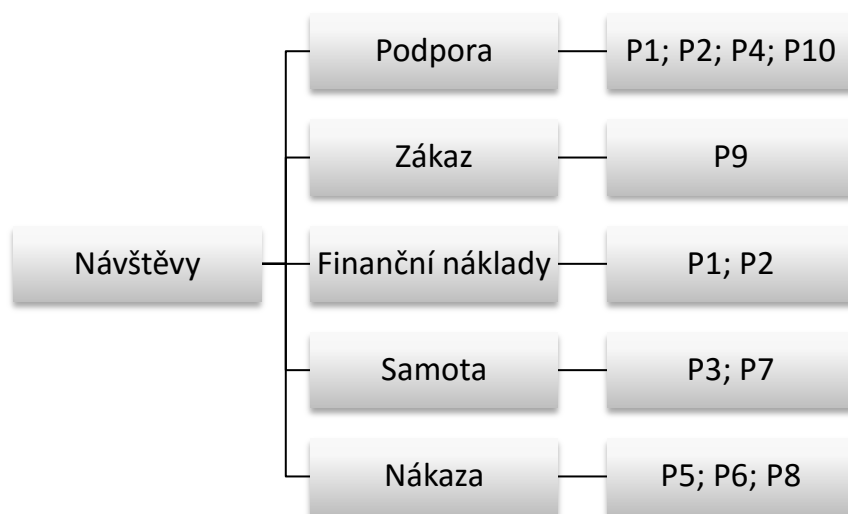 Podpora
P1; P2; P4; P10
Zákaz
P9
Návštěvy
Finanční náklady
P1; P2
Samota
P3; P7
Nákaza
P5; P6; P8